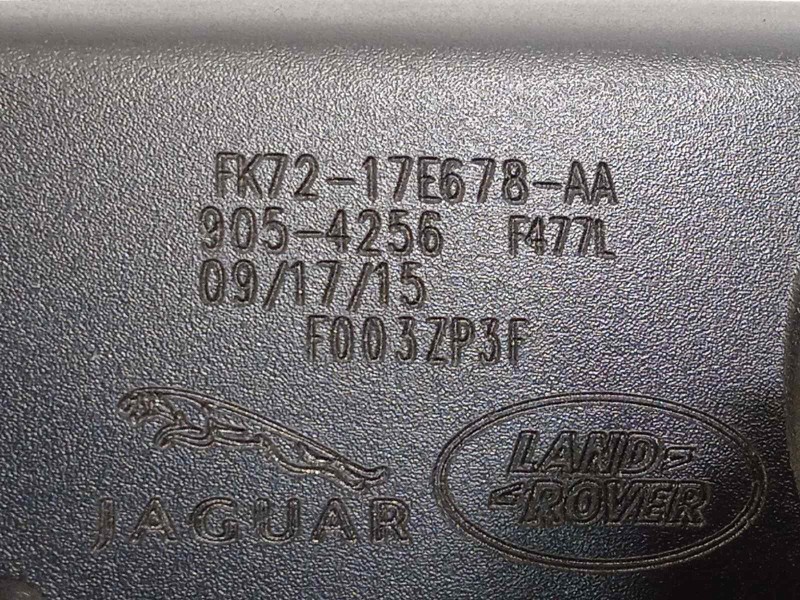 FK72-17E678-AA
905-4256 F477L
09/17/15
F003ZP3F
JAGUAR
LAND
ROVER